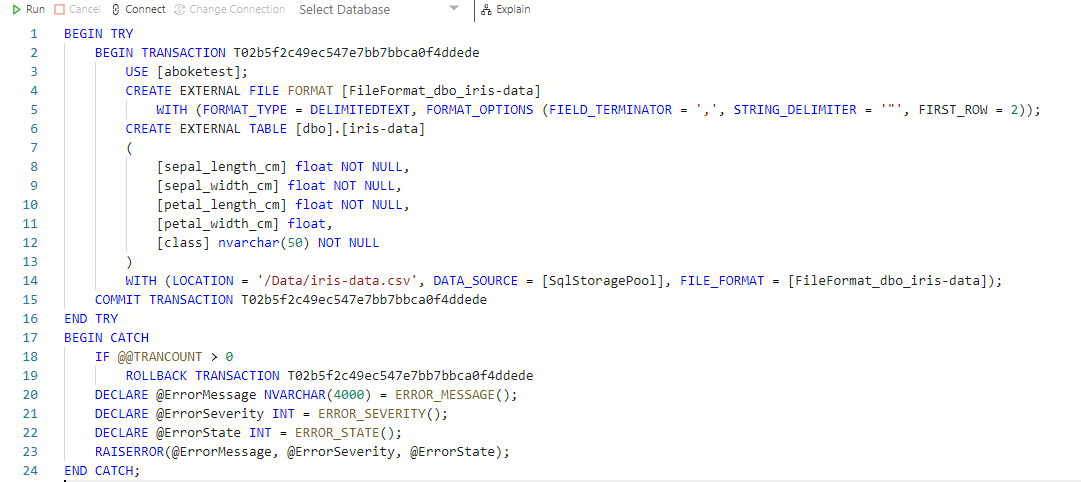 Run Cancel Connect Change Connection Select Database Explain
1 BEGIN TRY
2 BEGIN TRANSACTION T02b5f2c49ec547e7bb7bbca0f4ddede
3 USE [aboketest];
4 CREATE EXTERNAL FILE FORMAT [FileFormat_dbo_iris-data]
5 WITH (FORMAT_TYPE = DELIMITEDTEXT, FORMAT_OPTIONS (FIELD_TERMINATOR = ',', STRING_DELIMITER = '"', FIRST_ROW = 2));
6 CREATE EXTERNAL TABLE [dbo].[iris-data]
7 (
8 [sepal_length_cm] float NOT NULL,
9 [sepal_width_cm] float NOT NULL,
10 [petal_length_cm] float NOT NULL,
11 [petal_width_cm] float,
12 [class] nvarchar(50) NOT NULL
13 )
14 WITH (LOCATION = '/Data/iris-data.csv', DATA_SOURCE = [SqlStoragePool], FILE_FORMAT = [FileFormat_dbo_iris-data]);
15 COMMIT TRANSACTION T02b5f2c49ec547e7bb7bbca0f4ddede
16 END TRY
17 BEGIN CATCH
18 IF @@TRANCOUNT > 0
19 ROLLBACK TRANSACTION T02b5f2c49ec547e7bb7bbca0f4ddede
20 DECLARE @ErrorMessage NVARCHAR(4000) = ERROR_MESSAGE();
21 DECLARE @ErrorSeverity INT = ERROR_SEVERITY();
22 DECLARE @ErrorState INT = ERROR_STATE();
23 RAISERROR(@ErrorMessage, @ErrorSeverity, @ErrorState);
24 END CATCH;